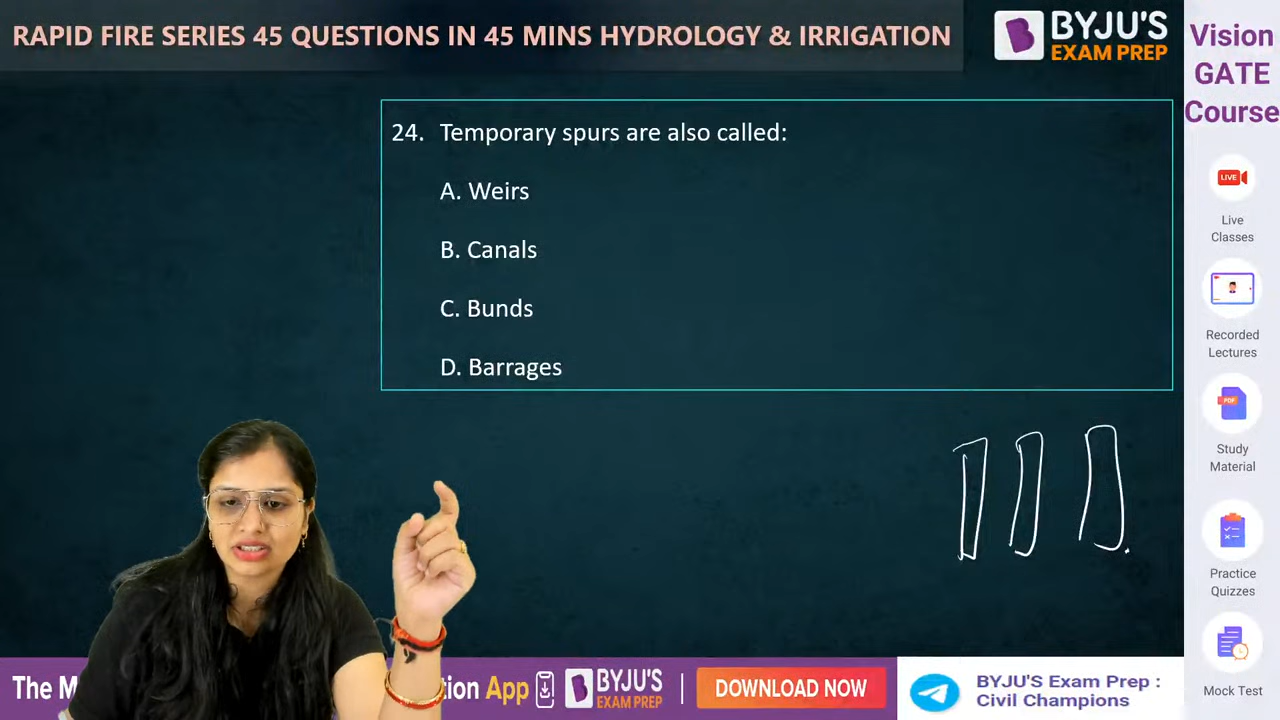 RAPID FIRE SERIES 45 QUESTIONS IN 45 MINS HYDROLOGY & IRRIGATION
BYJU'S
EXAM PREP
Vision
GATE
Course
24. Temporary spurs are also called:
A. Weirs
B. Canals
C. Bunds
D. Barrages
LIVE
Live
Classes
Recorded
Lectures
PDF
Study
Material
Practice
Quizzes
Mock Test
The M
tion App
BYJU'S
EXAM PREP
DOWNLOAD NOW
BYJU'S Exam Prep :
Civil Champions